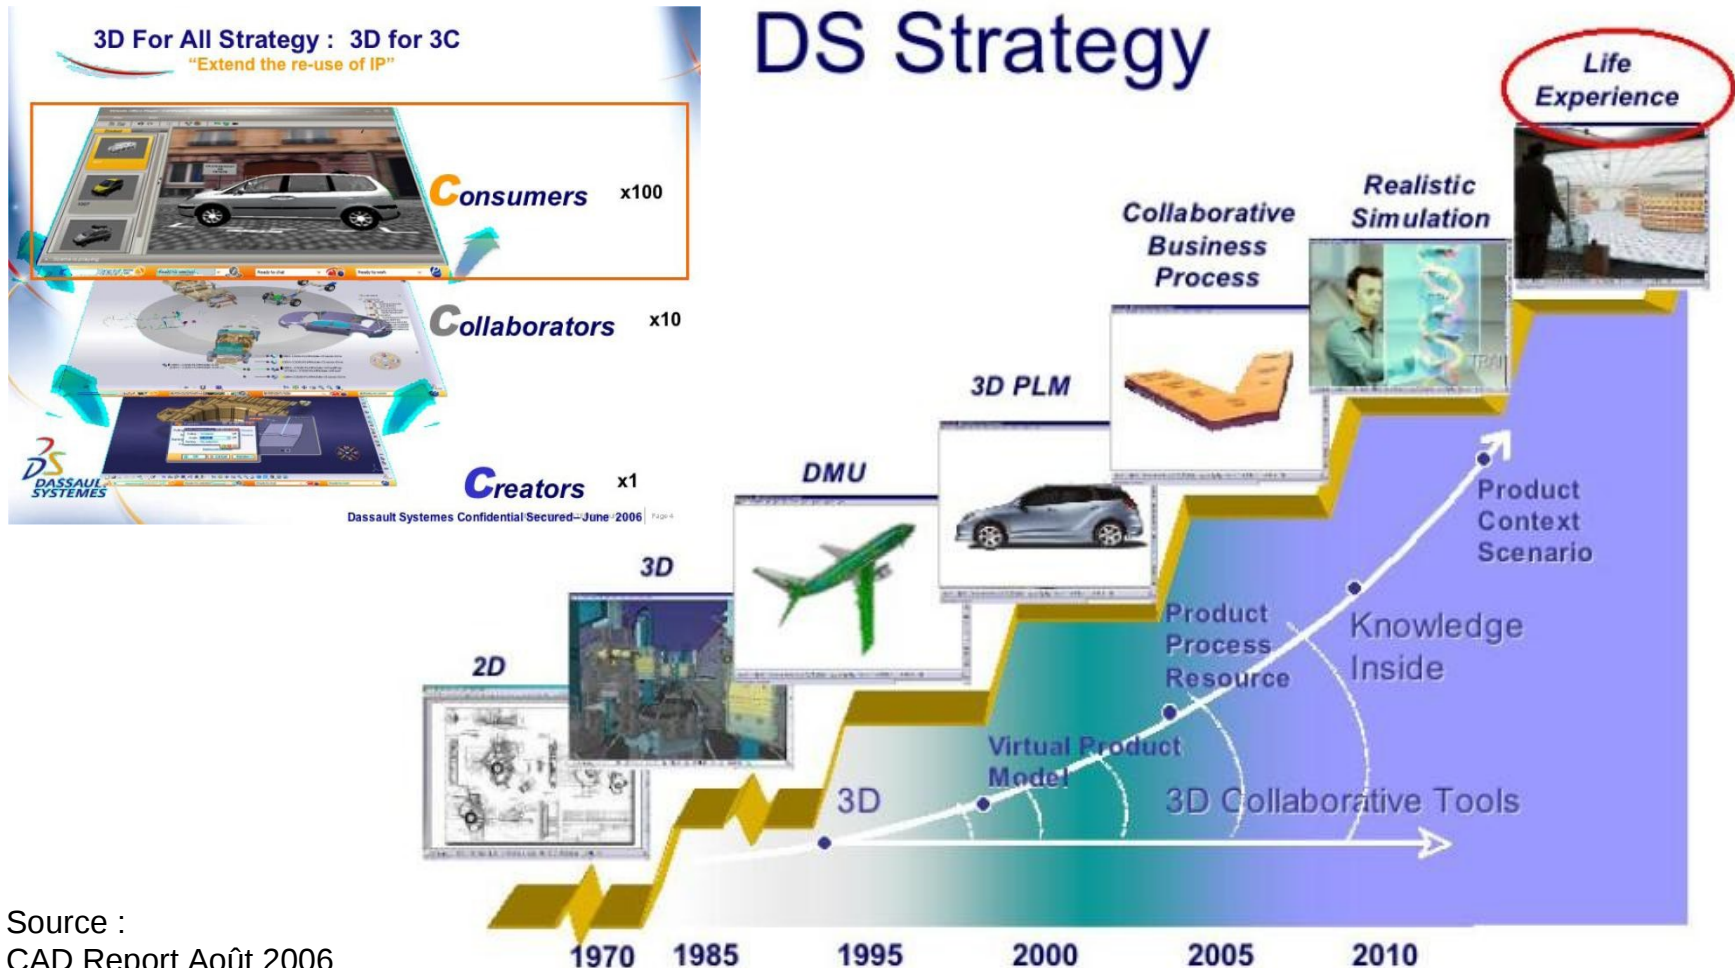 3D For All Strategy : 3D for 3C
“Extend the re-use of IP”
Consumers x100
Collaborators x10
Creators x1
DASSAULT
SYSTEMES
Dassault Systemes Confidential Secured– June 2006
Page 4
DS Strategy
Life
Experience
Realistic
Simulation
Collaborative
Business
Process
3D PLM
DMU
3D
2D
Product
Context
Scenario
Product
Process
Resource
Knowledge
Inside
Virtual Product
Model
3D
3D Collaborative Tools
1970 1985 1995 2000 2005 2010
Source :
CAD Report Août 2006